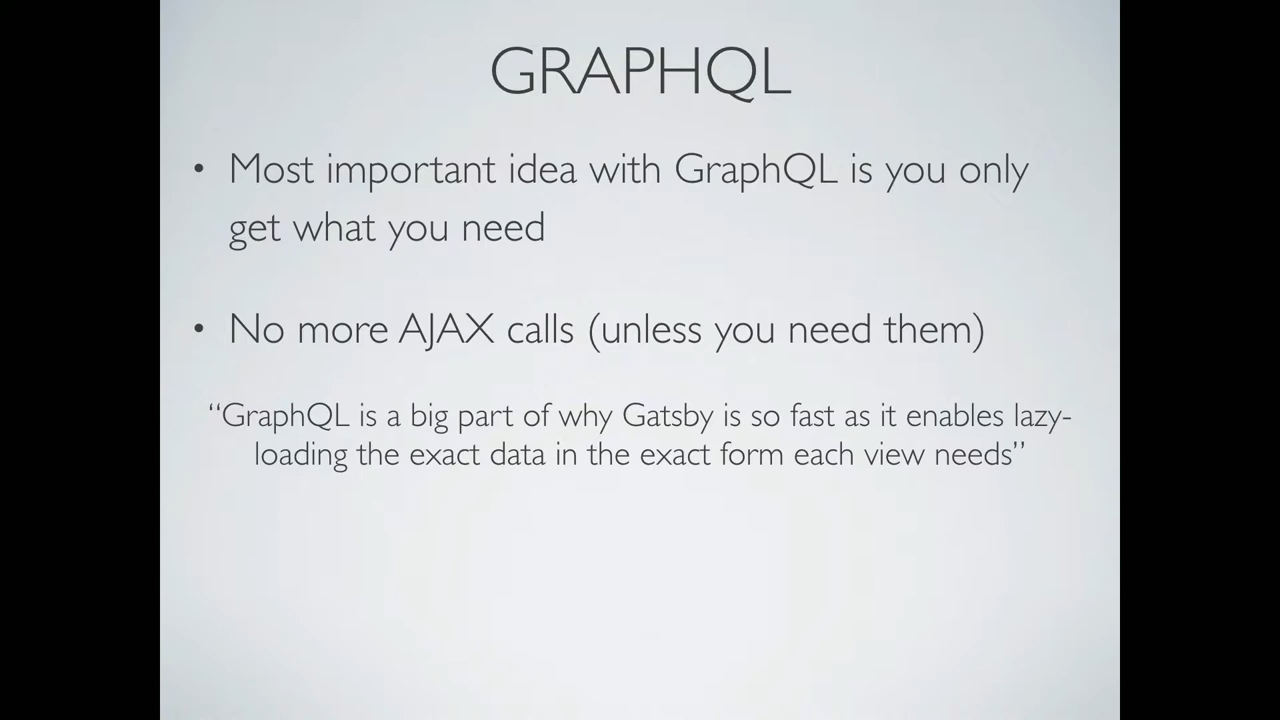 GRAPHQL
• Most important idea with GraphQL is you only
get what you need
• No more AJAX calls (unless you need them)
“GraphQL is a big part of why Gatsby is so fast as it enables lazy-
loading the exact data in the exact form each view needs”